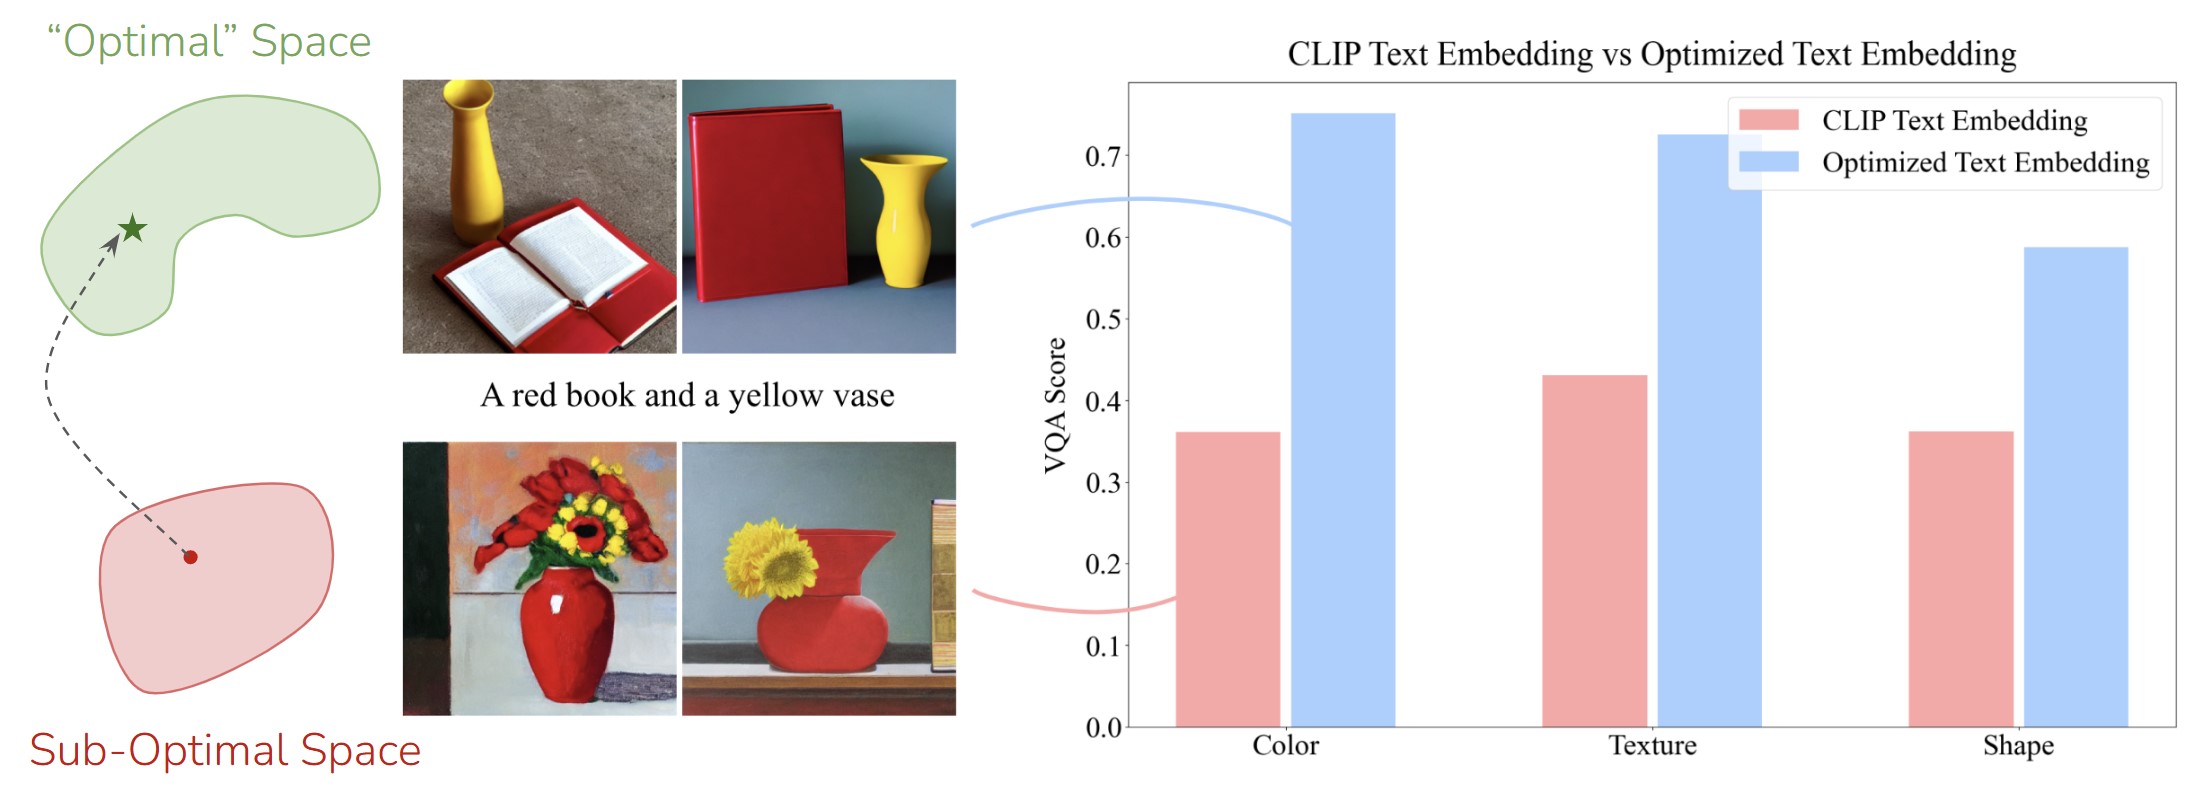 “Optimal” Space
A red book and a yellow vase
Sub-Optimal Space
CLIP Text Embedding vs Optimized Text Embedding
CLIP Text Embedding
Optimized Text Embedding
VQA Score
0.7
0.6
0.5
0.4
0.3
0.2
0.1
0.0
Color
Texture
Shape